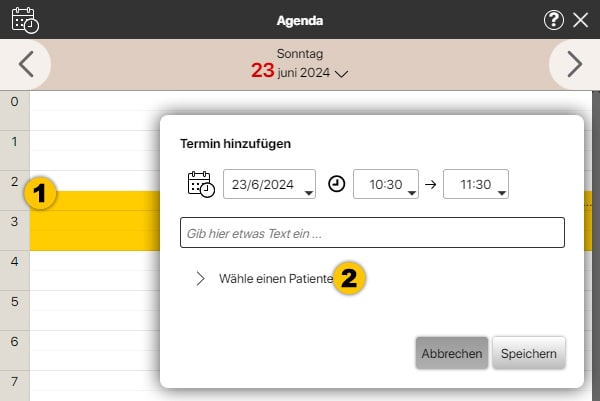 Agenda
?
Sonntag
23 juni 2024
0
1
2
3
4
5
6
7
1
...
Termin hinzufügen
23/6/2024 10:30 → 11:30
Gib hier etwas Text ein ...
Wähle einen Patiente
2
Abbrechen Speichern